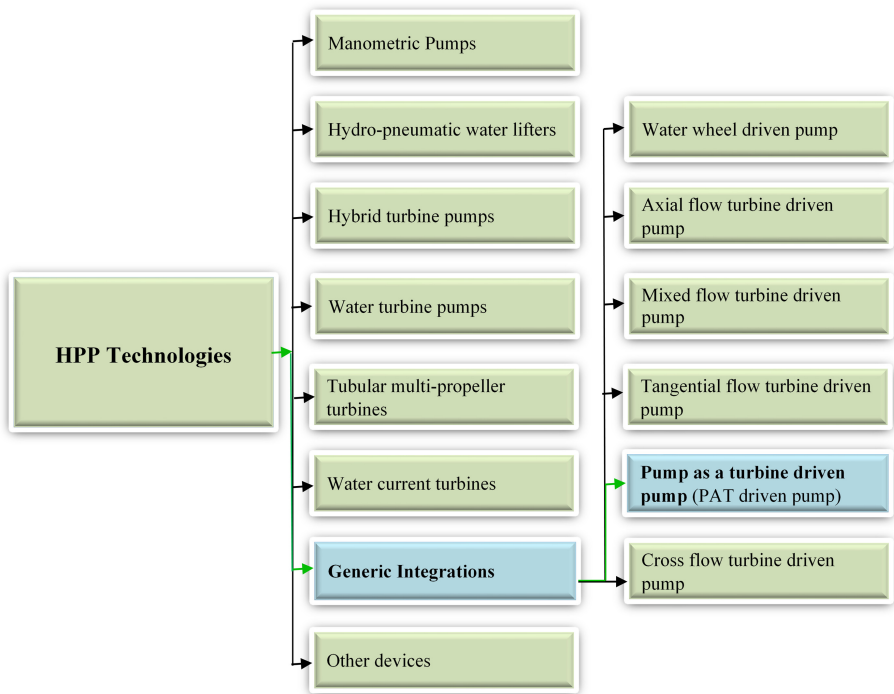 HPP Technologies
Manometric Pumps
Hydro-pneumatic water lifters
Hybrid turbine pumps
Water turbine pumps
Tubular multi-propeller
turbines
Water current turbines
Generic Integrations
Other devices
Water wheel driven pump
Axial flow turbine driven
pump
Mixed flow turbine driven
pump
Tangential flow turbine driven
pump
Pump as a turbine driven
pump (PAT driven pump)
Cross flow turbine driven
pump